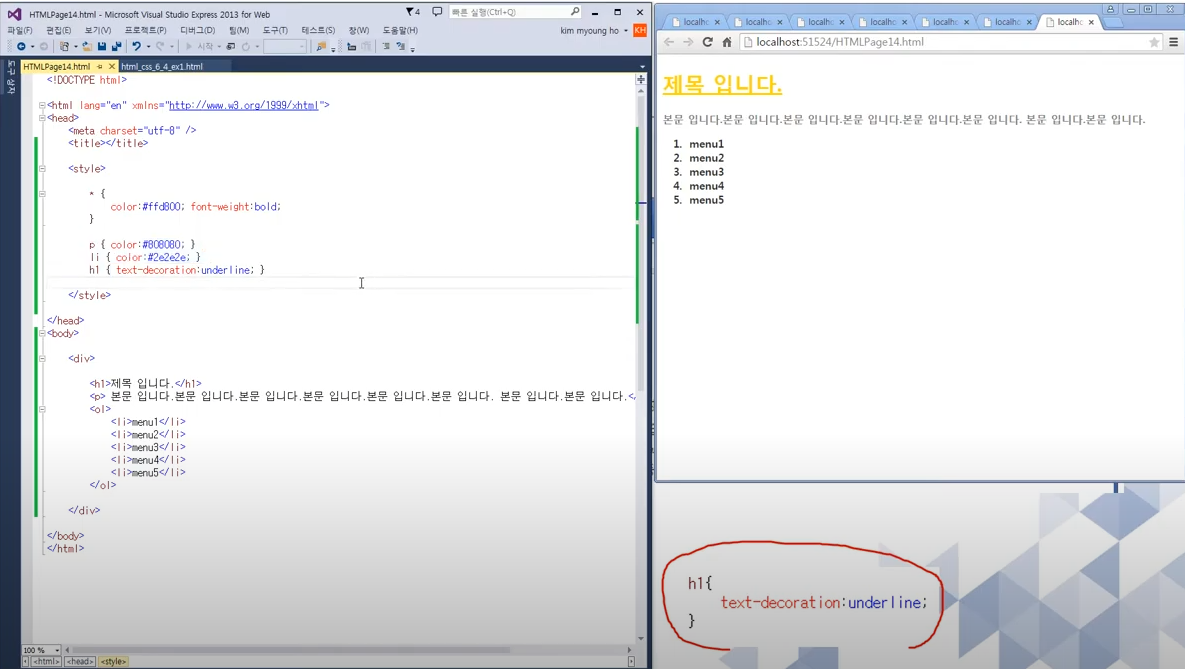 HTMLPage14.html - Microsoft Visual Studio Express 2013 for Web
4
빠른 실행(Ctrl+Q)
파일(F) 편집(E) 보기(V) 프로젝트(P) 디버그(D) 팀(M) 도구(T) 테스트(S) 창(W) 도움말(H)
kim myoung ho
KH
시작
도구 상자
HTMLPage14.html
html_css_6_4_ex1.html
<!DOCTYPE html>
<html lang="en" xmlns="http://www.w3.org/1999/xhtml">
<head>
<meta charset="utf-8" />
<title></title>
<style>
* {
color:#ffd800; font-weight:bold;
}
p { color:#808080; }
li { color:#2e2e2e; }
h1 { text-decoration:underline; }
</style>
</head>
<body>
<div>
<h1>제목 입니다.</h1>
<p> 본문 입니다.본문 입니다.본문 입니다.본문 입니다.본문 입니다.본문 입니다. 본문 입니다.본문 입니다.</
<ol>
<li>menu1</li>
<li>menu2</li>
<li>menu3</li>
<li>menu4</li>
<li>menu5</li>
</ol>
</div>
</body>
</html>
100 %
<html> <head> <style>
localho localho localho localho localho localho localho
localhost:51524/HTMLPage14.html
제목 입니다.
본문 입니다.본문 입니다.본문 입니다.본문 입니다.본문 입니다.본문 입니다. 본문 입니다.본문 입니다.
1. menu1
2. menu2
3. menu3
4. menu4
5. menu5
h1{
text-decoration:underline;
}